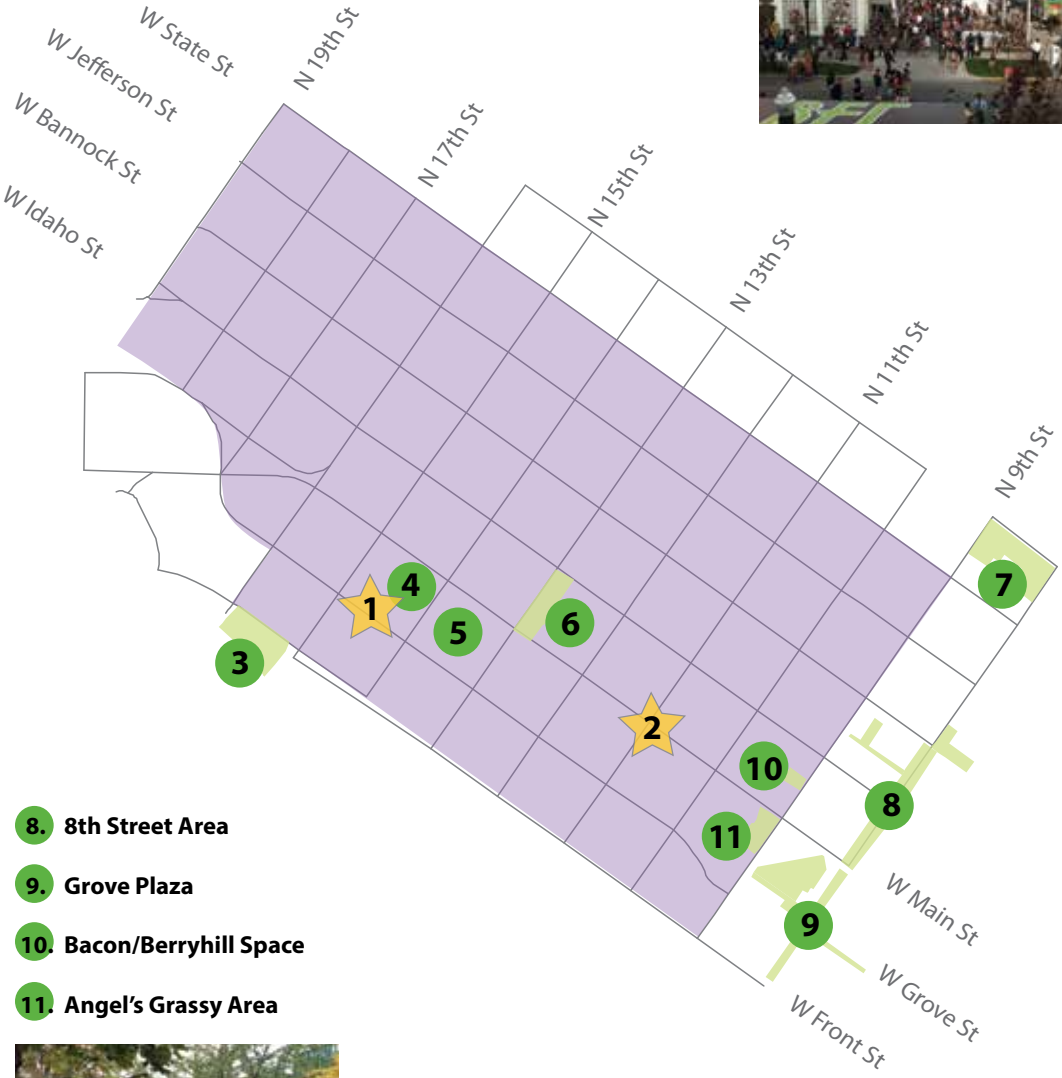 W State St
W Jefferson St
W Bannock St
W Idaho St
N 19th St
N 17th St
N 15th St
N 13th St
N 11th St
N 9th St
1
4
5
6
3
2
7
10
8
11
9
W Main St
W Grove St
W Front St
8. 8th Street Area
9. Grove Plaza
10. Bacon/Berryhill Space
11. Angel's Grassy Area